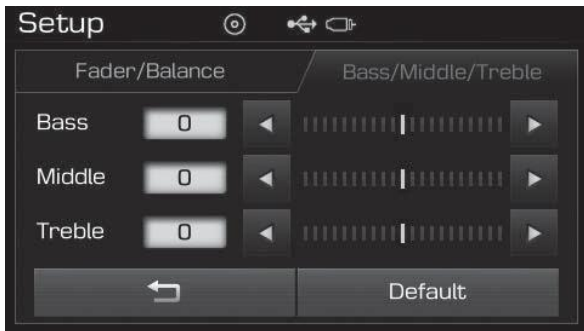 Setup
Fader/Balance Bass/Middle/Treble
Bass 0
Middle 0
Treble 0
Default